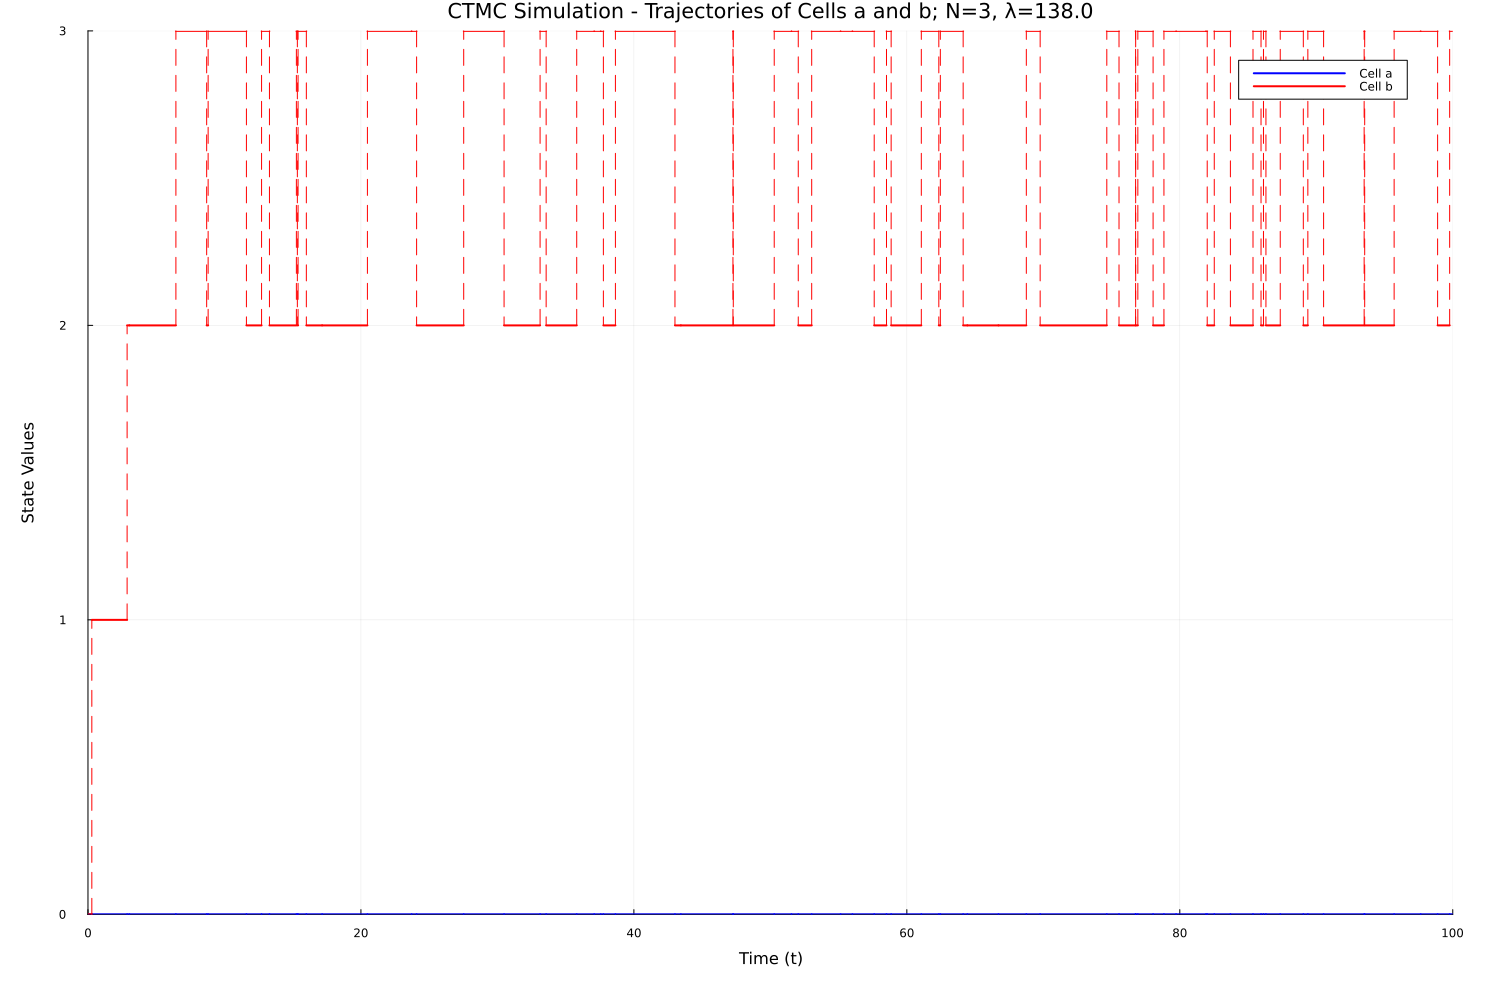 CTMC Simulation - Trajectories of Cells a and b; N=3, λ=138.0
3
Cell a
Cell b
2
State Values
1
0
0 20 40 60 80 100
Time (t)